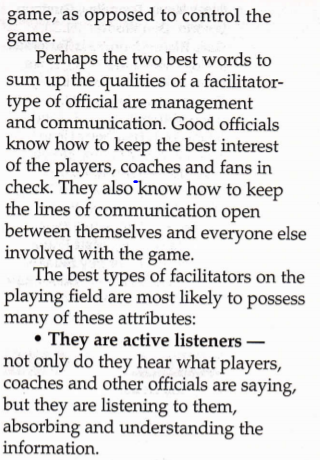 game, as opposed to control the
game.
Perhaps the two best words to
sum up the qualities of a facilitator-
type of official are management
and communication. Good officials
know how to keep the best interest
of the players, coaches and fans in
check. They also know how to keep
the lines of communication open
between themselves and everyone else
involved with the game.
The best types of facilitators on the
playing field are most likely to possess
many of these attributes:
• They are active listeners —
not only do they hear what players,
coaches and other officials are saying,
but they are listening to them,
absorbing and understanding the
information.